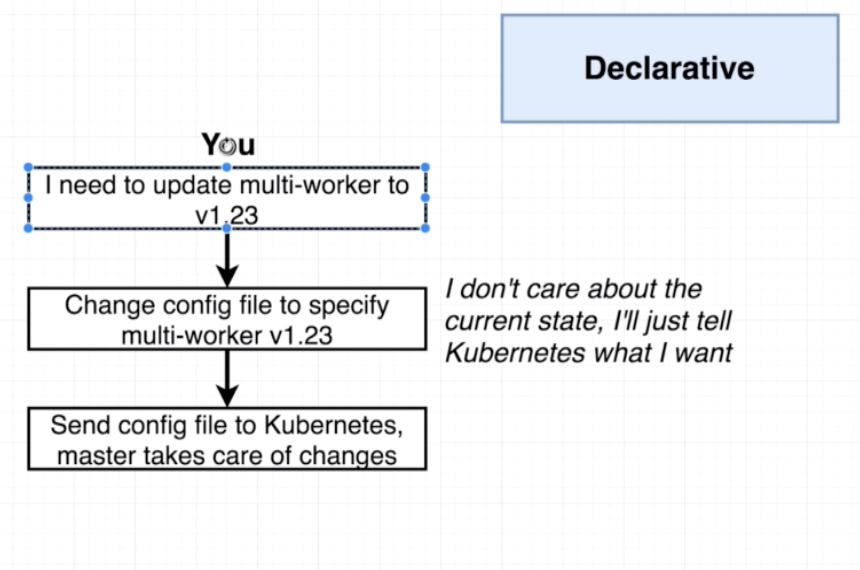 Declarative
You
I need to update multi-worker to
v1.23
Change config file to specify
multi-worker v1.23
I don't care about the
current state, I'll just tell
Kubernetes what I want
Send config file to Kubernetes,
master takes care of changes